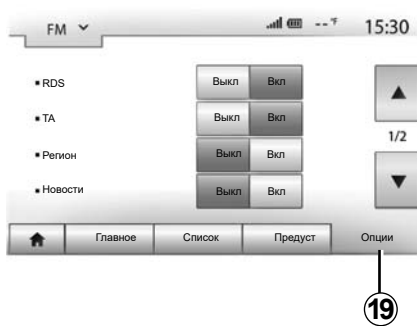 FM -- °F 15:30
RDS Выкл Вкл
TA Выкл Вкл
1/2
Регион Выкл Вкл
Новости Выкл Вкл
Главное Список Предуст Опции
19